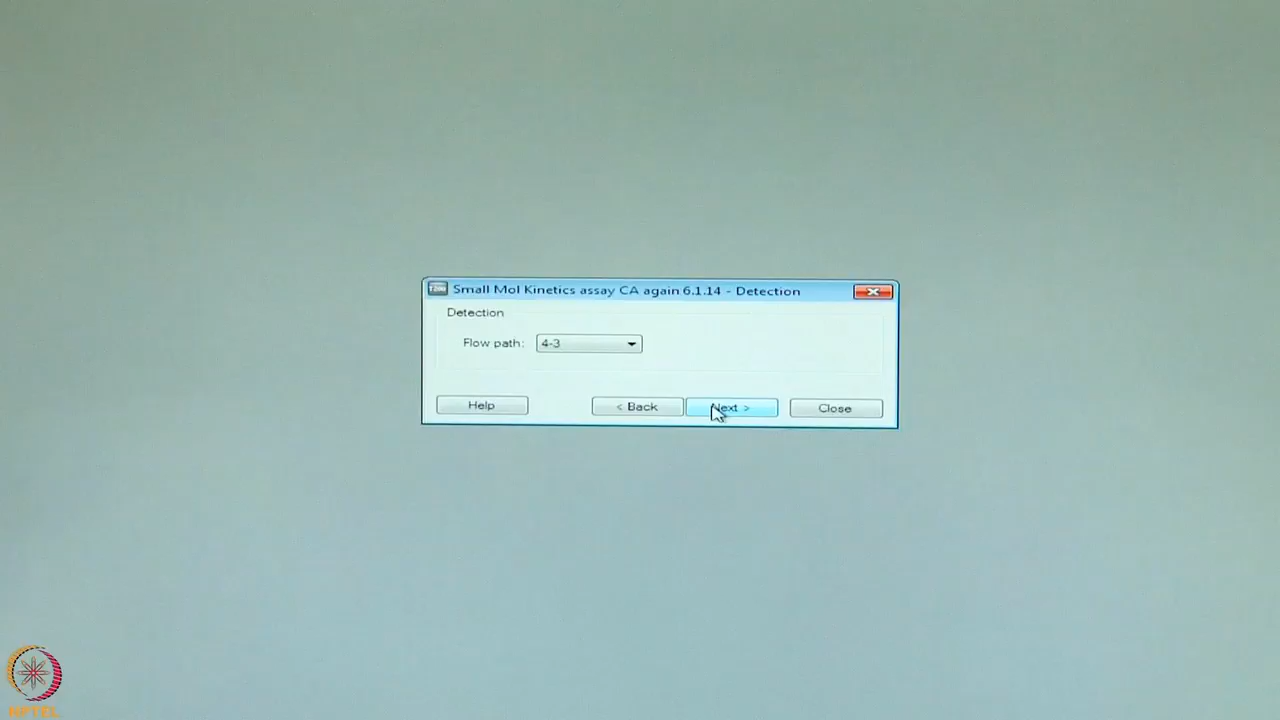 T200 Small Mol Kinetics assay CA again 6.1.14 - Detection
Detection
Flow path: 4-3
Help < Back Next > Close
NPTEL